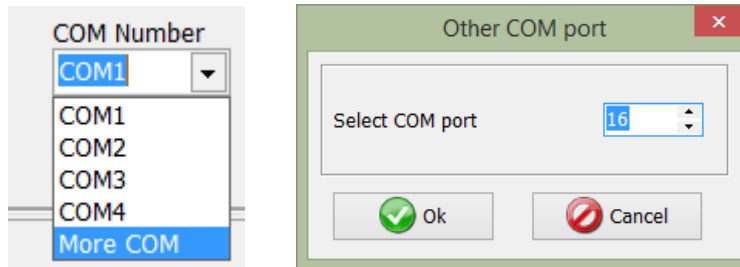 COM Number
COM1
COM1
COM2
COM3
COM4
More COM
Other COM port
Select COM port 16
Ok Cancel